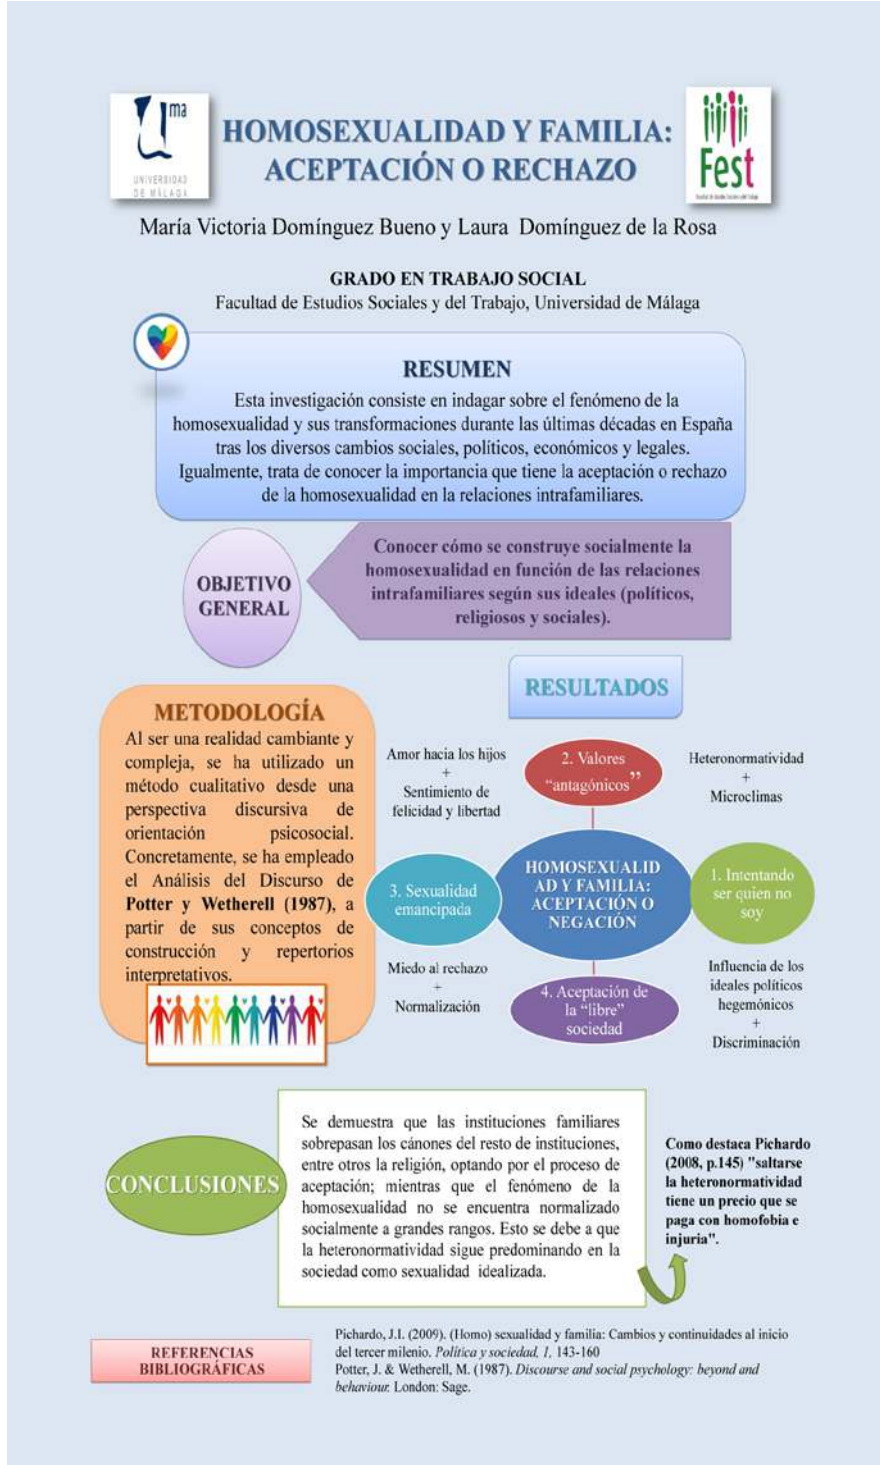 uma
UNIVERSIDAD
DE MÁLAGA
HOMOSEXUALIDAD Y FAMILIA:
ACEPTACIÓN O RECHAZO
Fest
Facultad de Estudios Sociales y del Trabajo
María Victoria Domínguez Bueno y Laura Domínguez de la Rosa
GRADO EN TRABAJO SOCIAL
Facultad de Estudios Sociales y del Trabajo, Universidad de Málaga
RESUMEN
Esta investigación consiste en indagar sobre el fenómeno de la
homosexualidad y sus transformaciones durante las últimas décadas en España
tras los diversos cambios sociales, políticos, económicos y legales.
Igualmente, trata de conocer la importancia que tiene la aceptación o rechazo
de la homosexualidad en la relaciones intrafamiliares.
OBJETIVO
GENERAL
Conocer cómo se construye socialmente la
homosexualidad en función de las relaciones
intrafamiliares según sus ideales (políticos,
religiosos y sociales).
METODOLOGÍA
Al ser una realidad cambiante y
compleja, se ha utilizado un
método cualitativo desde una
perspectiva discursiva de
orientación psicosocial.
Concretamente, se ha empleado
el Análisis del Discurso de
Potter y Wetherell (1987), a
partir de sus conceptos de
construcción y repertorios
interpretativos.
RESULTADOS
Amor hacia los hijos
+
Sentimiento de
felicidad y libertad
2. Valores
“antagónicos”
Heteronormatividad
+
Microclimas
3. Sexualidad
emancipada
HOMOSEXUALID
AD Y FAMILIA:
ACEPTACIÓN O
NEGACIÓN
1. Intentando
ser quien no
soy
Miedo al rechazo
+
Normalización
4. Aceptación de
la “libre”
sociedad
Influencia de los
ideales políticos
hegemónicos
+
Discriminación
CONCLUSIONES
Se demuestra que las instituciones familiares
sobrepasan los cánones del resto de instituciones,
entre otros la religión, optando por el proceso de
aceptación; mientras que el fenómeno de la
homosexualidad no se encuentra normalizado
socialmente a grandes rangos. Esto se debe a que
la heteronormatividad sigue predominando en la
sociedad como sexualidad idealizada.
Como destaca Pichardo
(2008, p.145) "saltarse
la heteronormatividad
tiene un precio que se
paga con homofobia e
injuria".
REFERENCIAS
BIBLIOGRÁFICAS
Pichardo, J.I. (2009). (Homo) sexualidad y familia: Cambios y continuidades al inicio
del tercer milenio. Política y sociedad, 1, 143-160
Potter, J. & Wetherell, M. (1987). Discourse and social psychology: beyond and
behaviour. London: Sage.